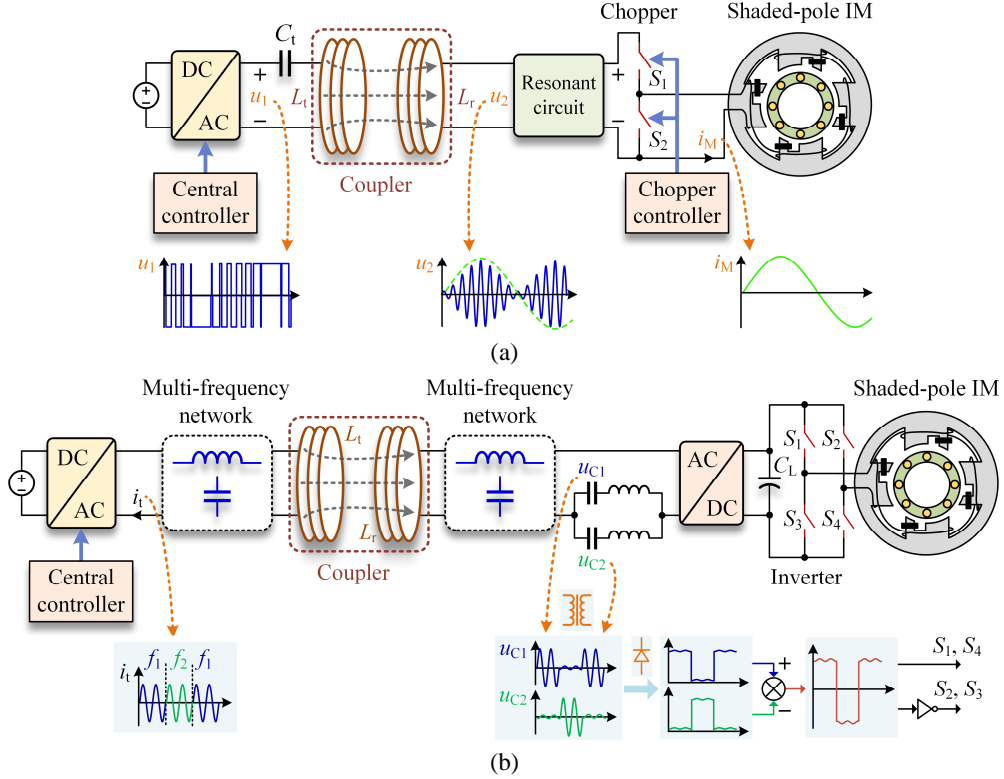 Chopper
Shaded-pole IM
Ct
DC
AC
+
−
u1
Lt
Lr
u2
Resonant
circuit
+
−
S1
S2
iM
Coupler
Central
controller
Chopper
controller
u1
u2
iM
(a)
Multi-frequency
network
Multi-frequency
network
Shaded-pole IM
DC
AC
it
Lt
Lr
Coupler
uC1
uC2
AC
DC
CL
S1
S2
S3
S4
Inverter
Central
controller
it
f1
f2
f1
uC1
uC2
+
−
S1, S4
S2, S3
(b)